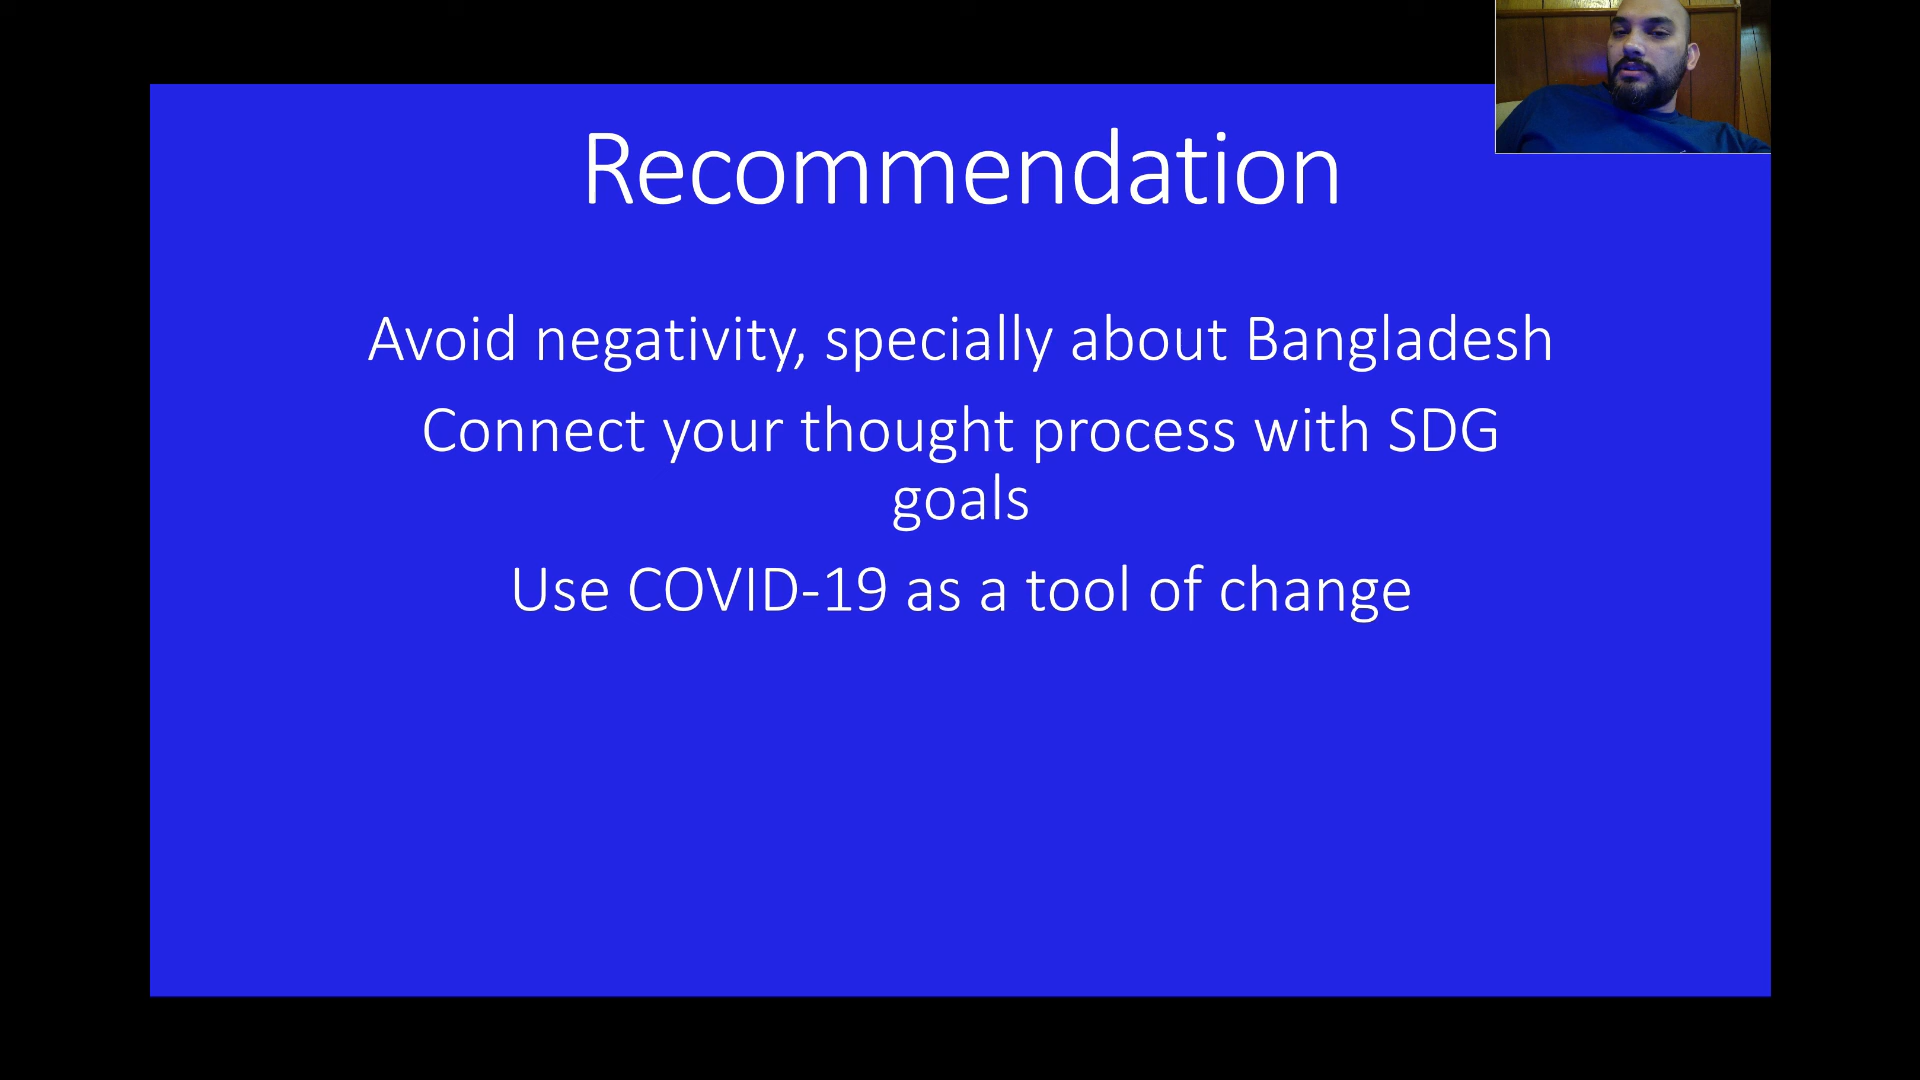 Recommendation
Avoid negativity, specially about Bangladesh
Connect your thought process with SDG
goals
Use COVID-19 as a tool of change